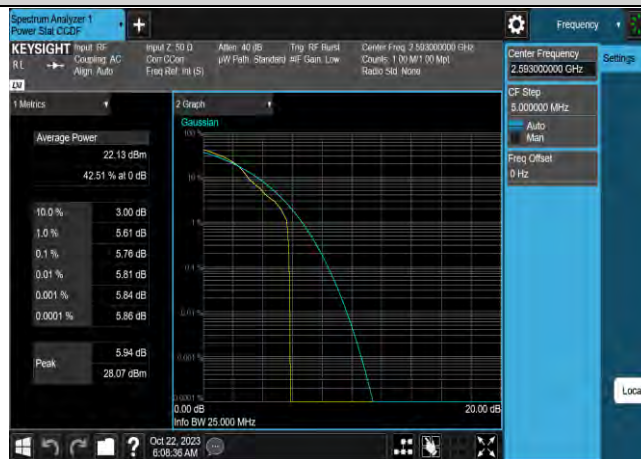 Spectrum Analyzer 1
Power Stat CCDF
+
Frequency
KEYSIGHT
Input: RF
Input Z: 50 Ω
Atten: 40 dB
Trig: RF Burst
Center Freq: 2.593000000 GHz
RL
Coupling: AC
Corr CCorr
µW Path: Standard
#IF Gain: Low
Counts: 1.00 M/1.00 Mpt
Align: Auto
Freq Ref: Int (S)
Radio Std: None
LM
Center Frequency
2.593000000 GHz
Settings
CF Step
5.000000 MHz
Auto
Man
Freq Offset
0 Hz
Local
1 Metrics
2 Graph
Gaussian
Average Power
22.13 dBm
42.51 % at 0 dB
10.0 % 3.00 dB
1.0 % 5.61 dB
0.1 % 5.76 dB
0.01 % 5.81 dB
0.001 % 5.84 dB
0.0001 % 5.86 dB
Peak
5.94 dB
28.07 dBm
100 %
10 %
1 %
0.1 %
0.01 %
0.001 %
0.0001 %
0.00 dB 20.00 dB
Info BW 25.000 MHz
?
Oct 22, 2023
6:08:36 AM